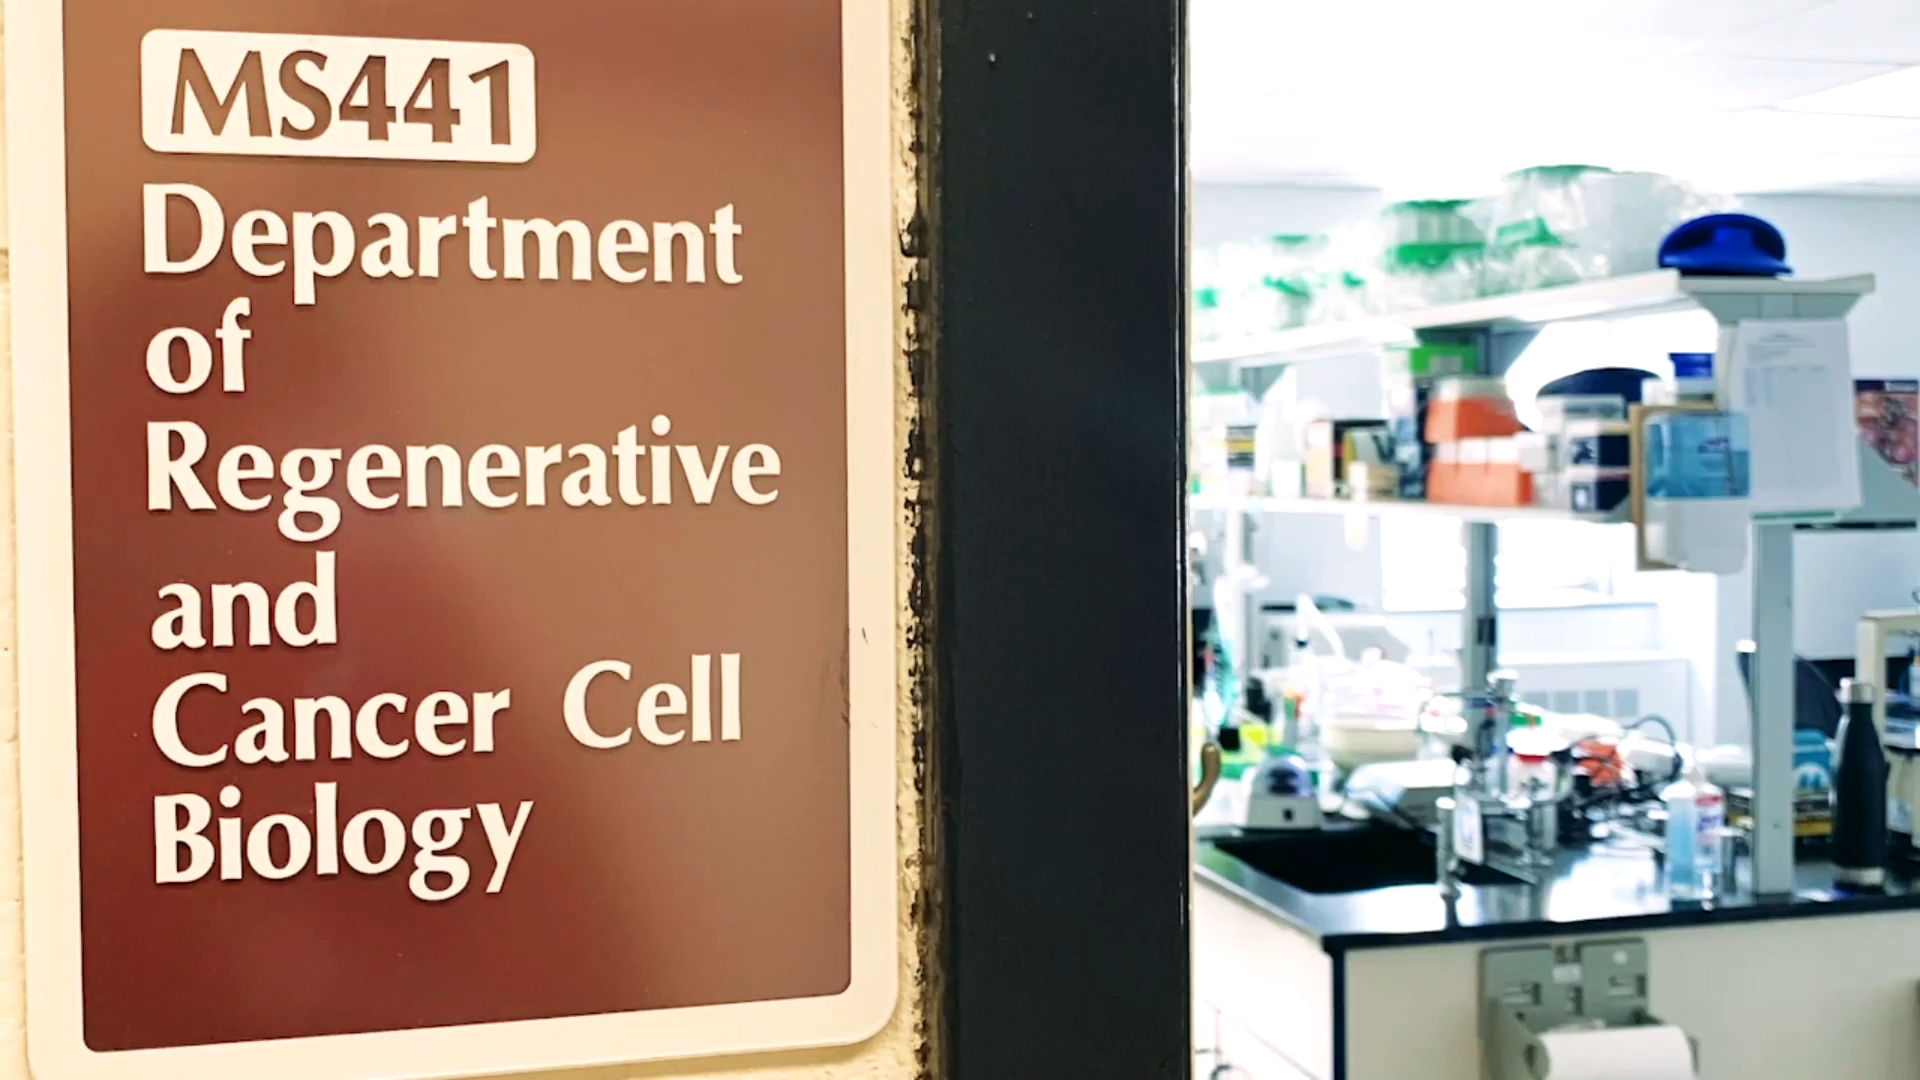 MS441
Department
of
Regenerative
and
Cancer Cell
Biology